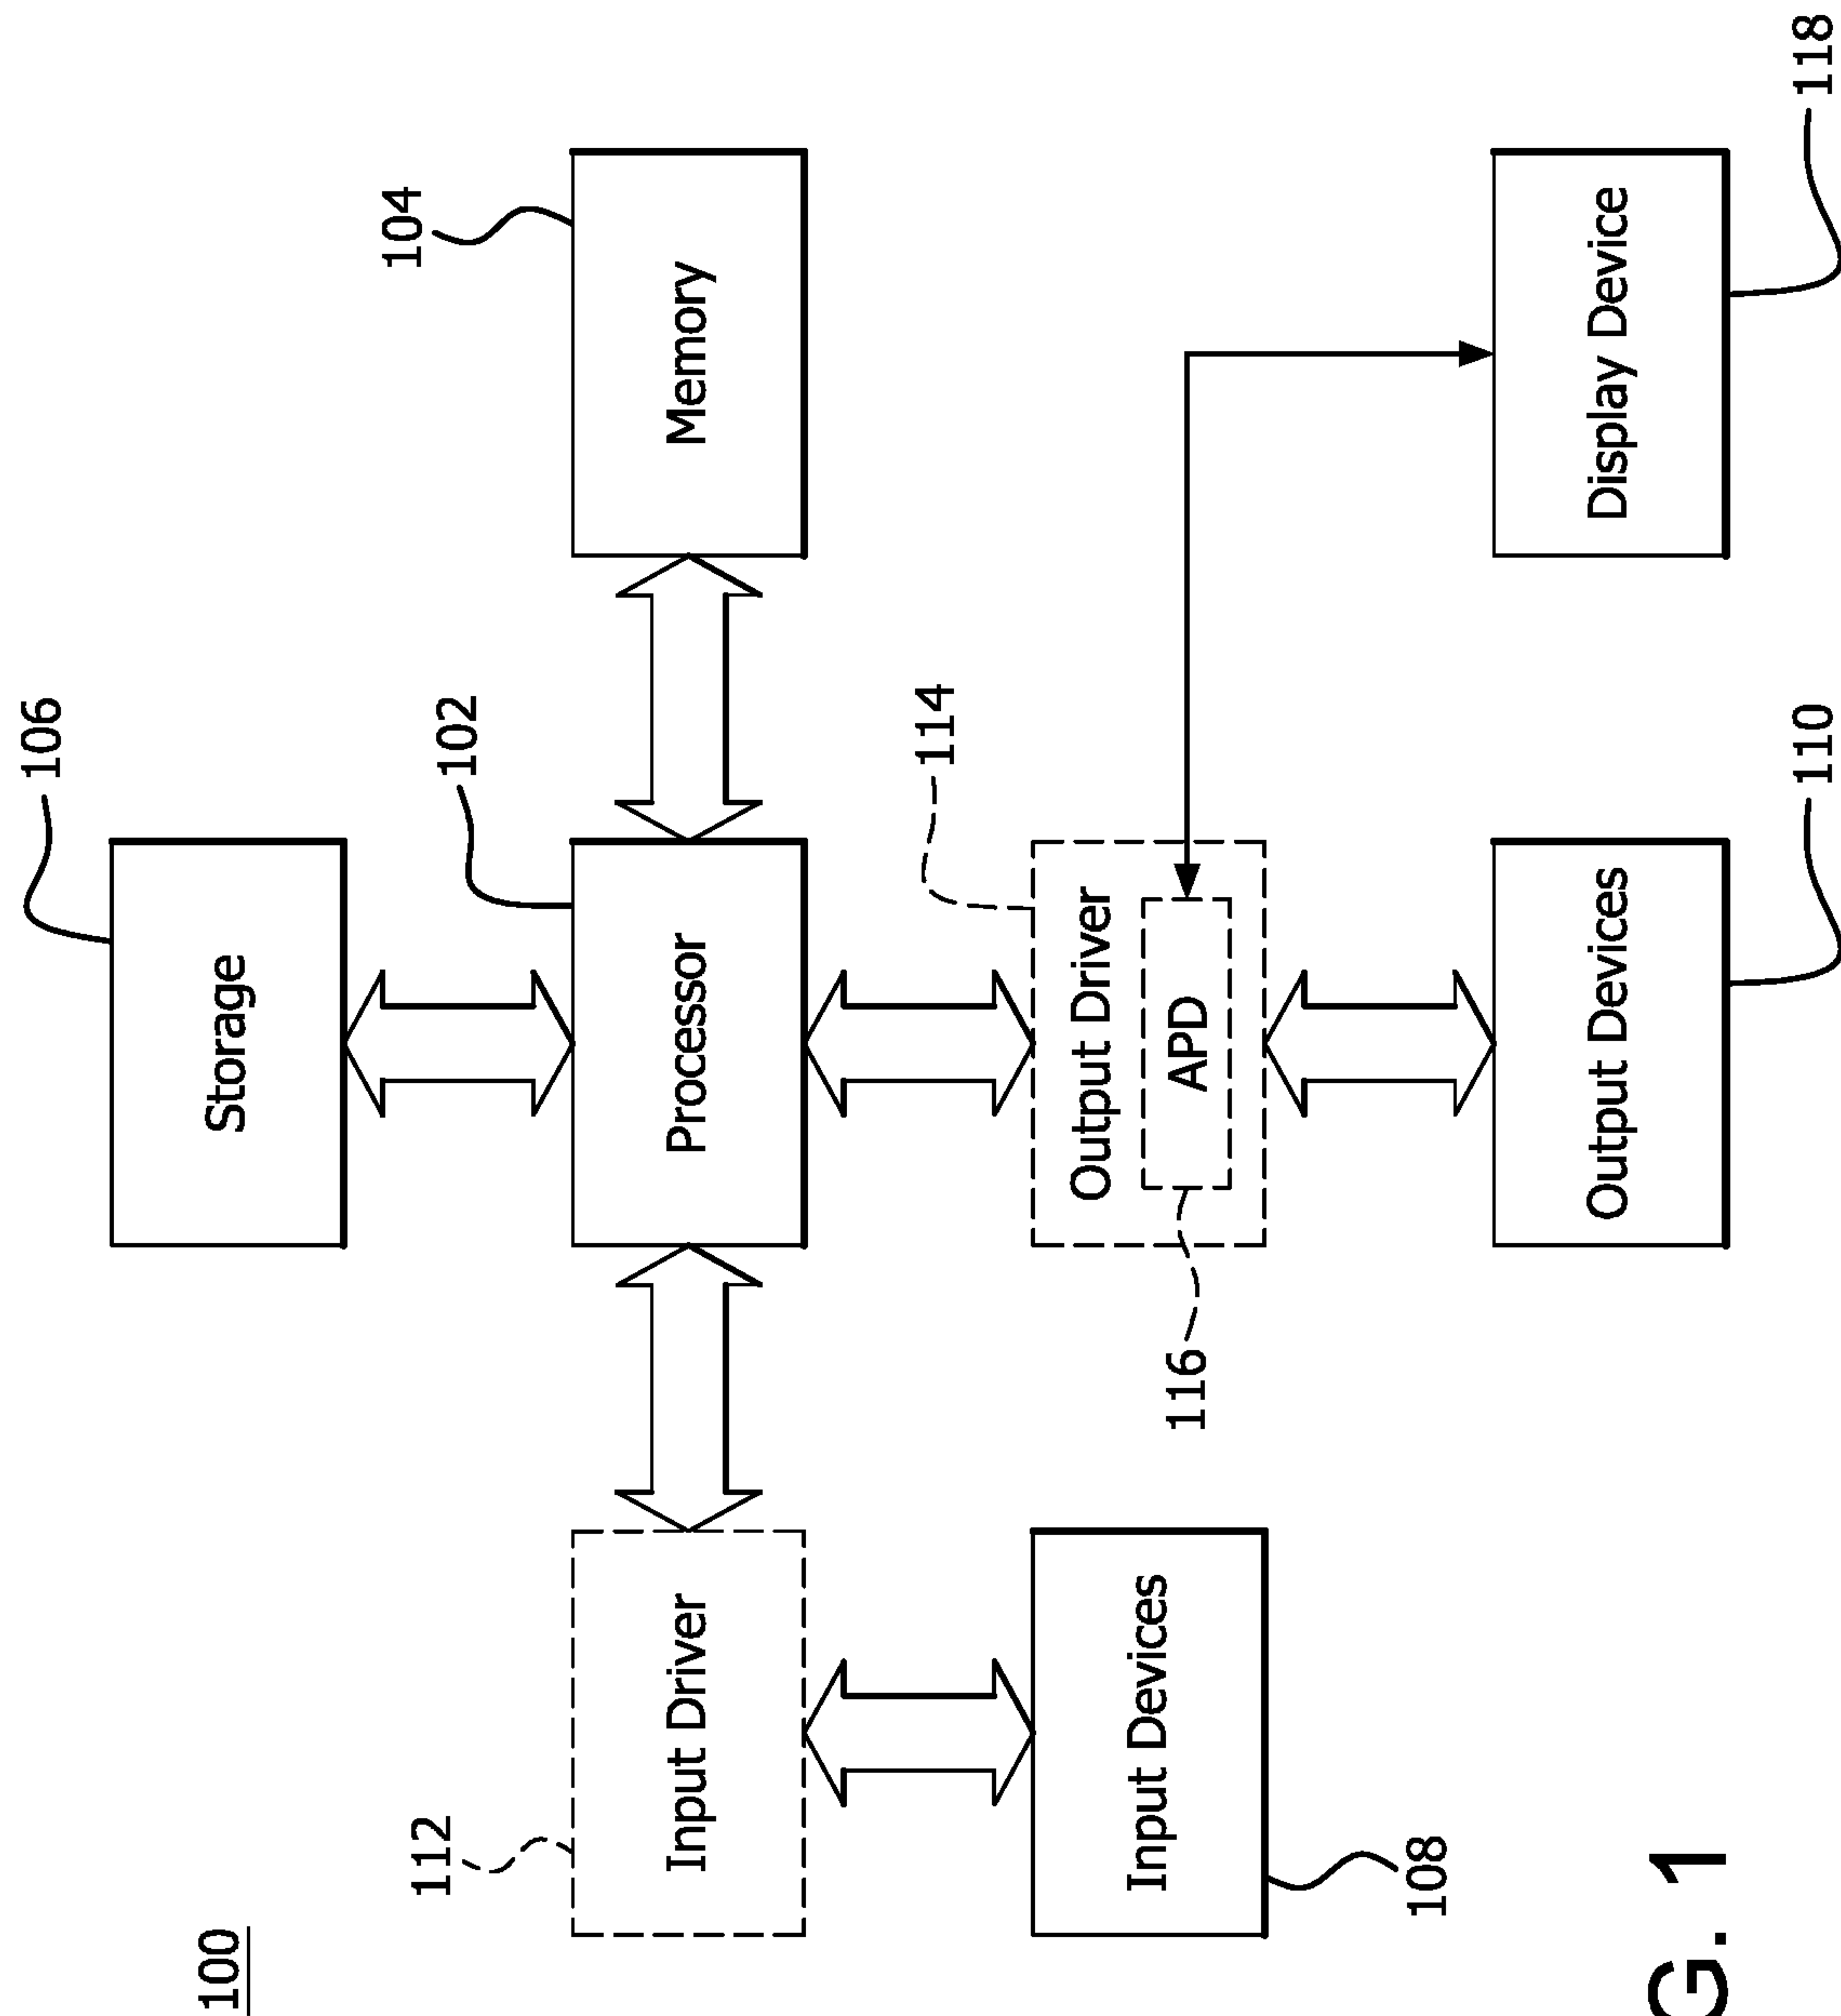 106
100
Storage
104
112
102
Input Driver
Processor
Memory
114
Output Driver
Input Devices
116
APD
108
Output Devices
Display Device
G. 1
110
118